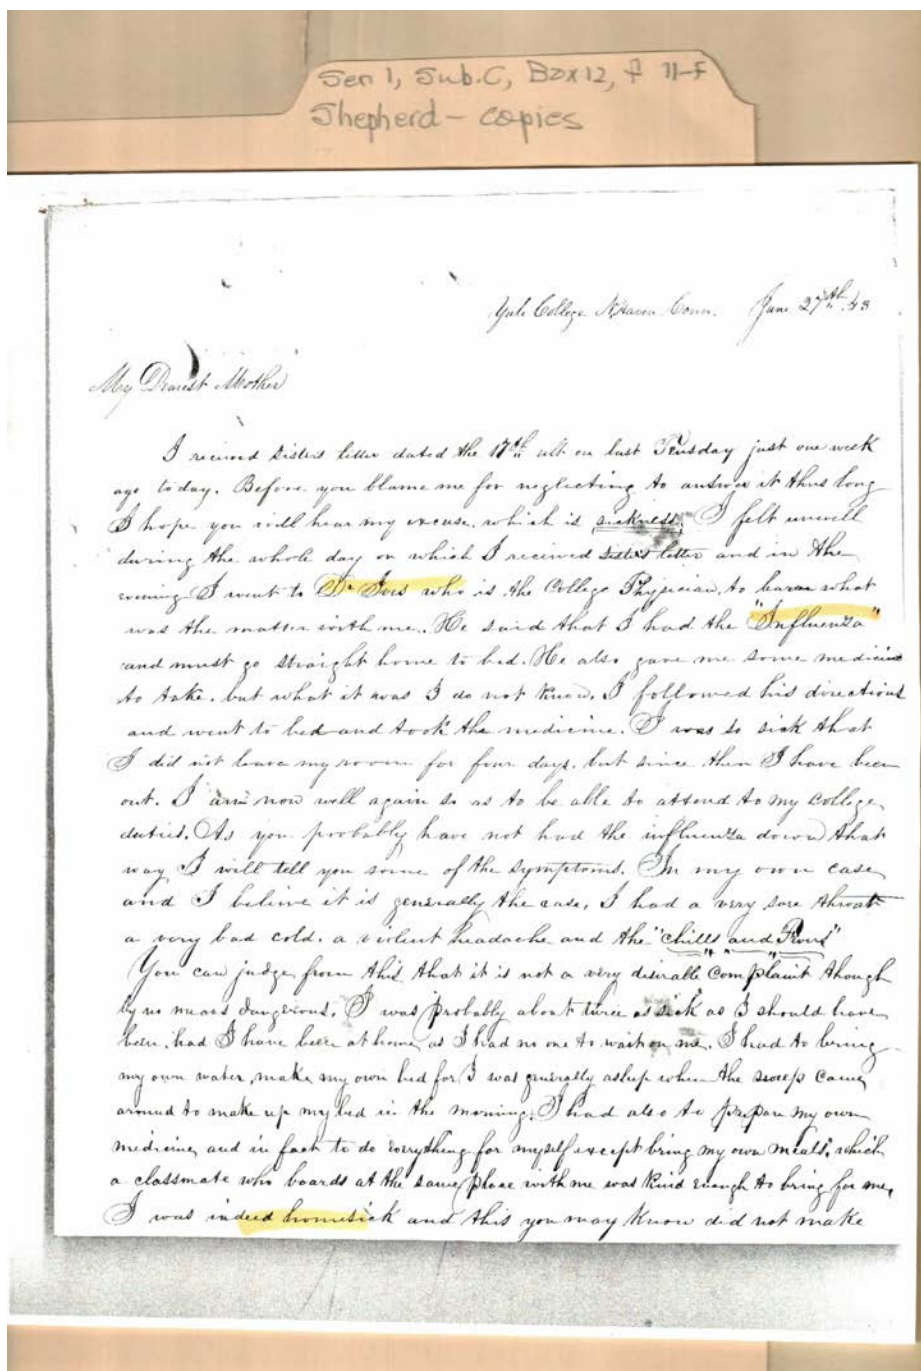 Ser 1, Sub.C, Box 12, f 11-F
Shepherd - copies
Yale College N,Haven Conn. June 27th 43
My Dearest Mother
I received sisters letter dated the 17th ult on last Tuesday just one week
ago today. Before you blame me for neglecting to answer it thus long
I hope you will hear my excuse, which is sickness. I felt unwell
during the whole day on which I received sister's letter and in the
evening I went to Dr Ives who is the College Physician, to what
was the matter with me. He said that I had the "Influenza"
and must go straight home to bed. He also gave me some medicine
to take. but what it was I do not know. I followed his directions
and went to bed and took the medicine. I was so sick that
I did not leave my room for four days, but since then I have been
out. I am now well again so as to be able to attend to my college
duties. As you probably have not had the influenza down that
way I will tell you some of the symptoms. In my own case
and I believe it is generally the case, I had a very sore throat
a very bad cold. a violent headache and the "chills and Fevers"
You can judge from this that it is not a very desirable complaint though
by no means dangerous. I was probably about twice as sick as I should have
been, had I have been at home, as I had no one to wait on me. I had to bring
my own water, make my own bed for I was generally asleep when the sweep came
around to make up my bed in the morning. I had also to prepare my own
medicine, and in fact to do everything for myself except bring my own meals, which
a classmate who boards at the same place with me was kind enough to bring for me.
I was indeed homesick and this you may know did not make